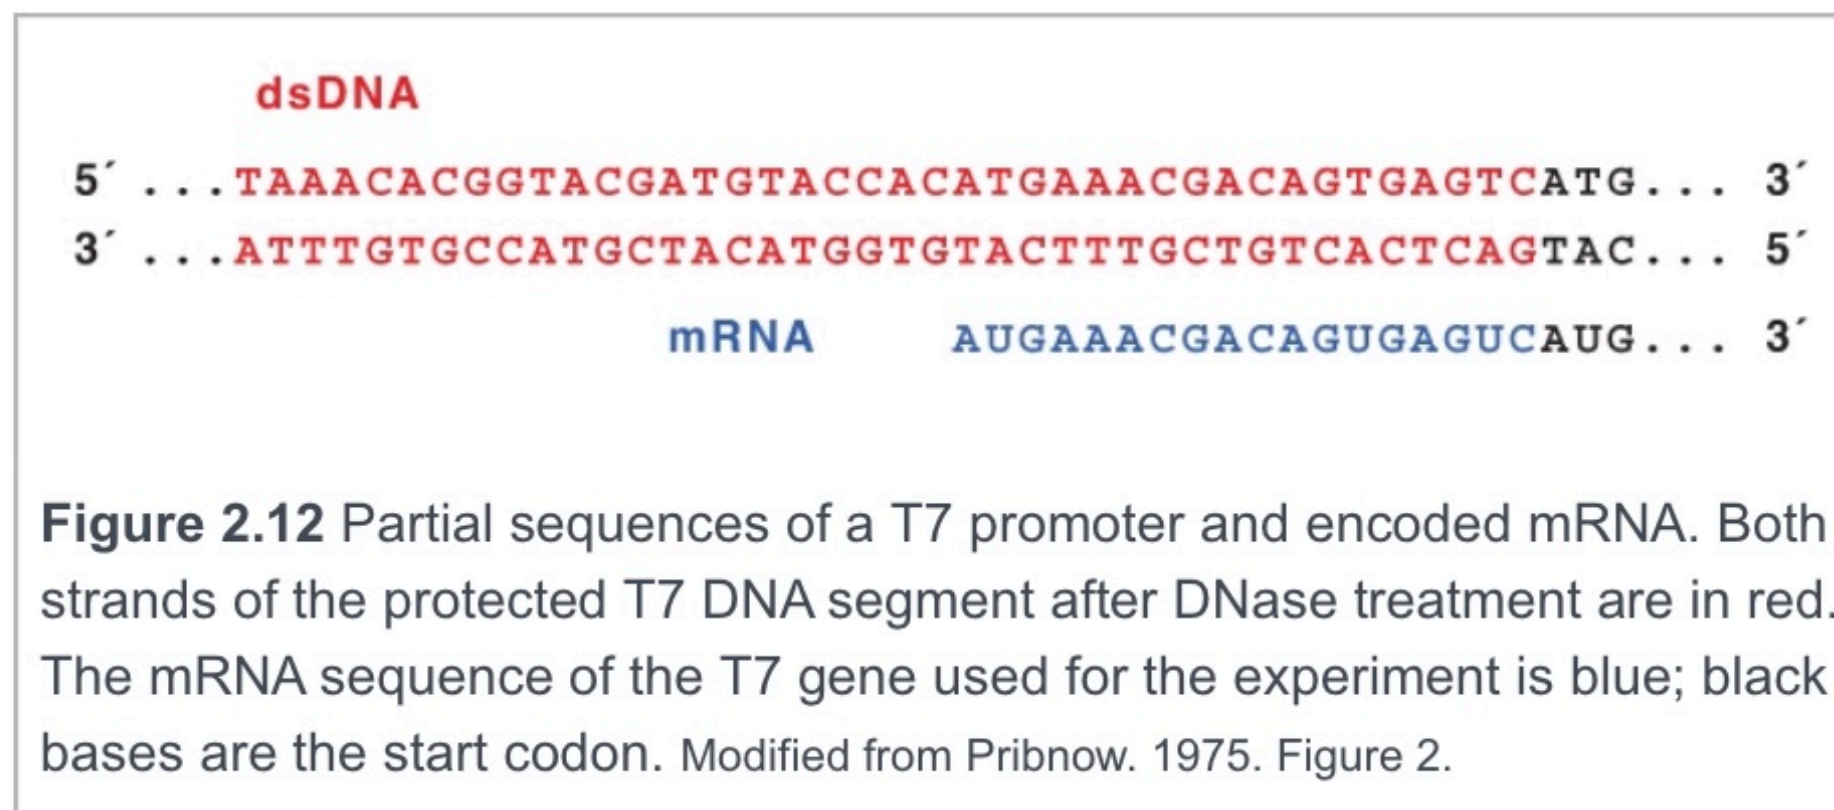 dsDNA
5´ ...TAAACACGGTACGATGTACCACATGAAACGACAGTGAGTCATG... 3´
3´ ...ATTTGTGCCATGCTACATGGTGTACTTTGCTGTCACTCAGTAC... 5´
mRNA AUGAAACGACAGUGAGUCAUG... 3´
Figure 2.12 Partial sequences of a T7 promoter and encoded mRNA. Both
strands of the protected T7 DNA segment after DNase treatment are in red.
The mRNA sequence of the T7 gene used for the experiment is blue; black
bases are the start codon. Modified from Pribnow. 1975. Figure 2.